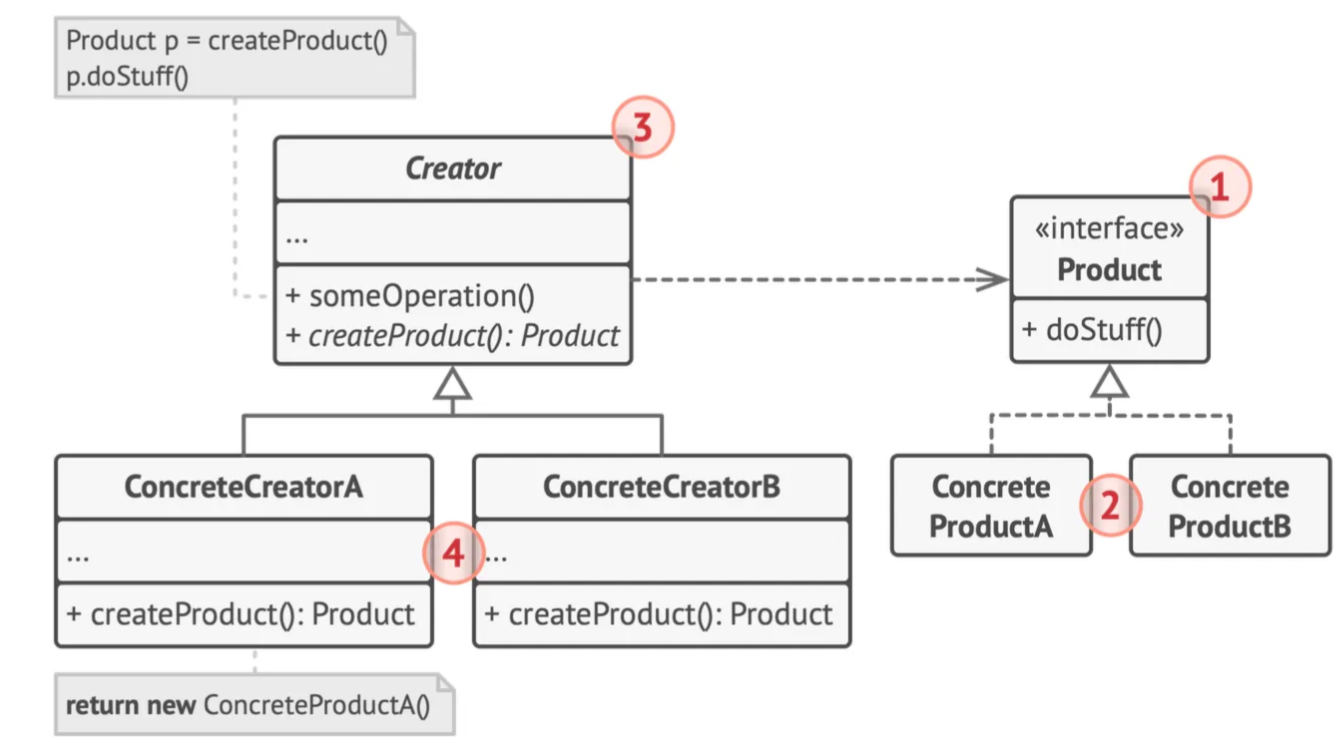 Product p = createProduct()
p.doStuff()
3
Creator
...
+ someOperation()
+ createProduct(): Product
1
«interface»
Product
+ doStuff()
ConcreteCreatorA
...
+ createProduct(): Product
4
ConcreteCreatorB
...
+ createProduct(): Product
Concrete
ProductA
2
Concrete
ProductB
return new ConcreteProductA()